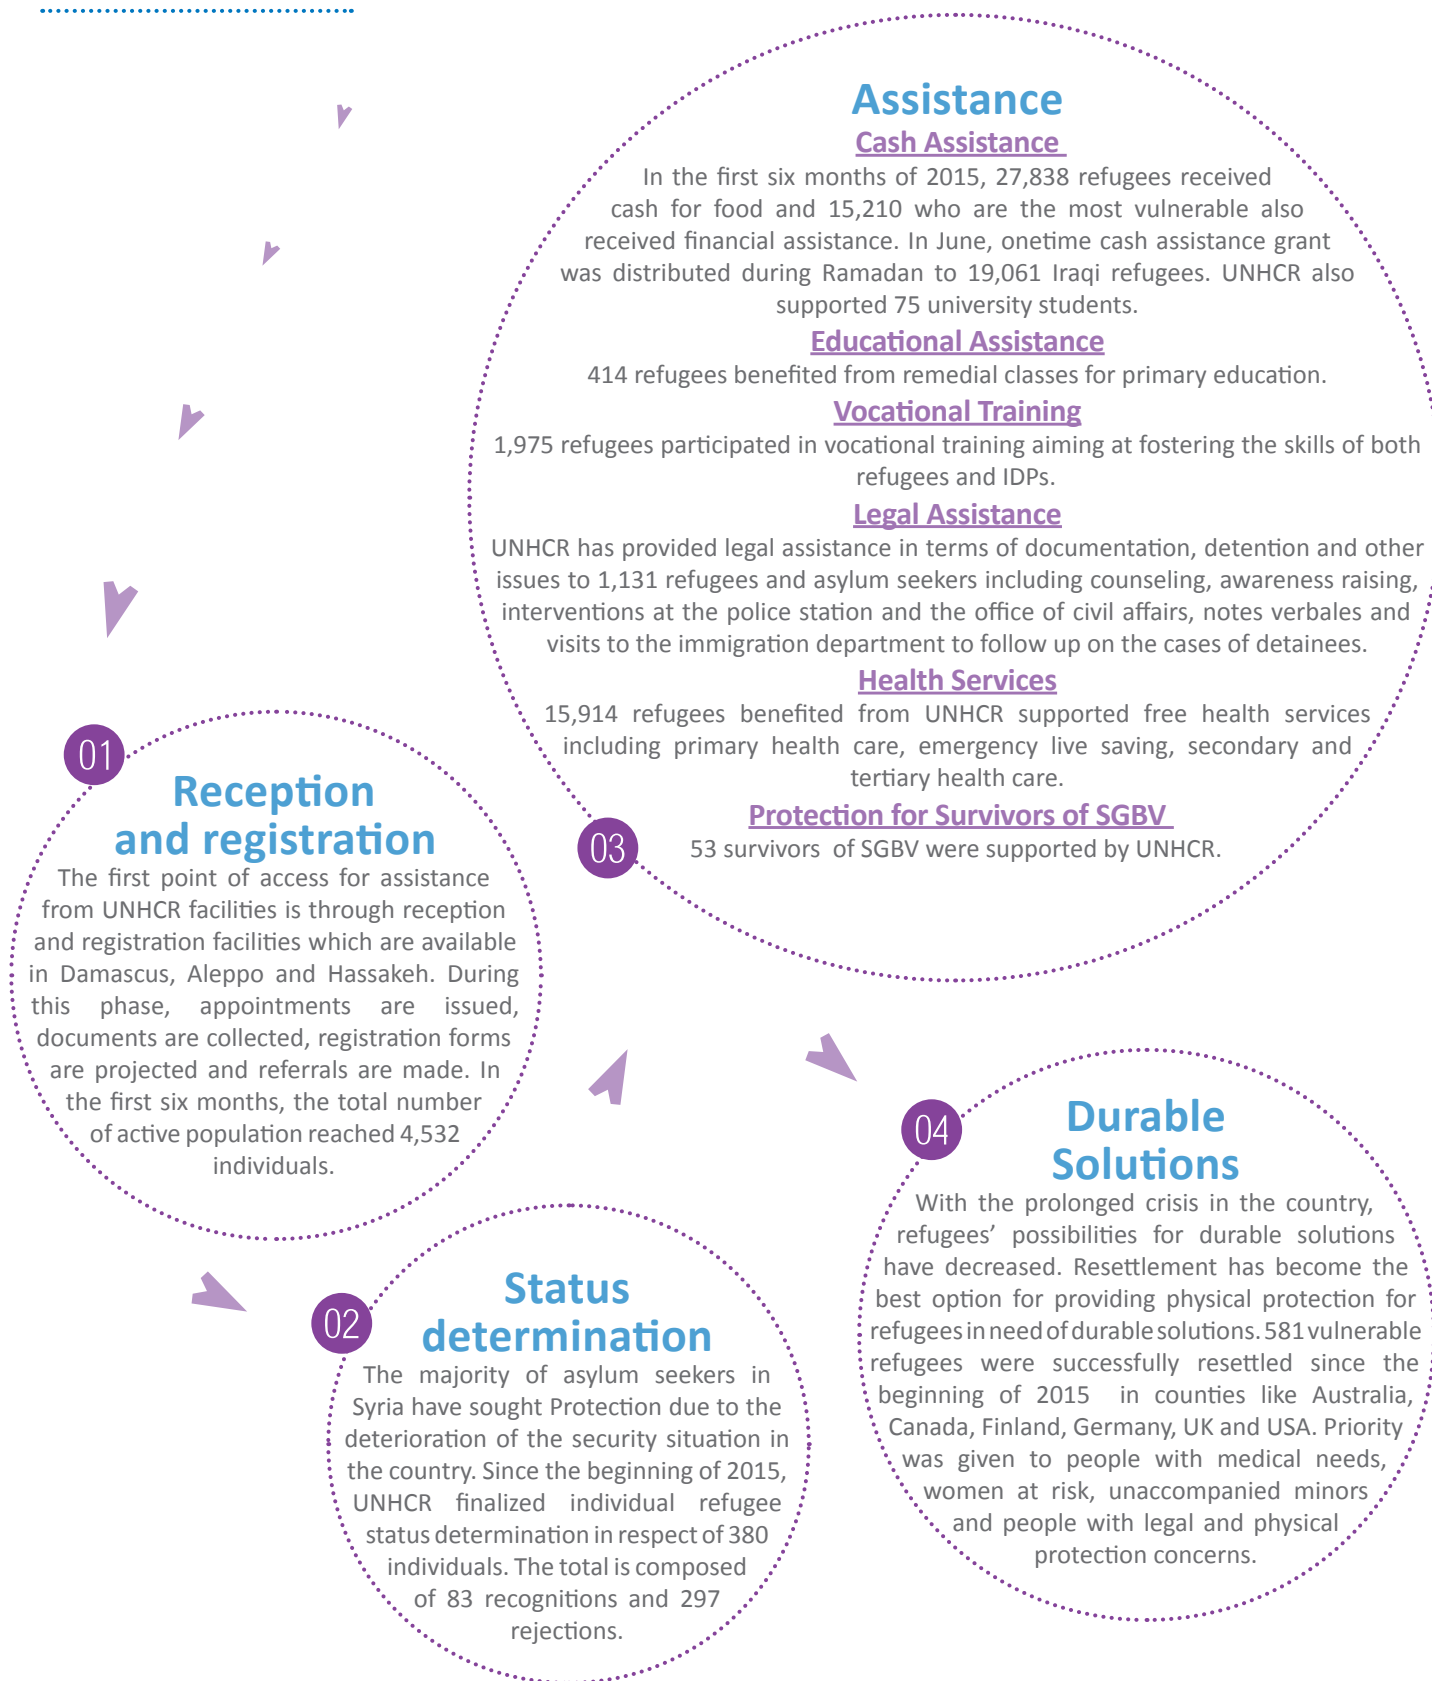 01
Reception
and registration
The first point of access for assistance
from UNHCR facilities is through reception
and registration facilities which are available
in Damascus, Aleppo and Hassakeh. During
this phase, appointments are issued,
documents are collected, registration forms
are projected and referrals are made. In
the first six months, the total number
of active population reached 4,532
individuals.
02
Status
determination
The majority of asylum seekers in
Syria have sought Protection due to the
deterioration of the security situation in
the country. Since the beginning of 2015,
UNHCR finalized individual refugee
status determination in respect of 380
individuals. The total is composed
of 83 recognitions and 297
rejections.
03
Assistance
Cash Assistance
In the first six months of 2015, 27,838 refugees received
cash for food and 15,210 who are the most vulnerable also
received financial assistance. In June, onetime cash assistance grant
was distributed during Ramadan to 19,061 Iraqi refugees. UNHCR also
supported 75 university students.
Educational Assistance
414 refugees benefited from remedial classes for primary education.
Vocational Training
1,975 refugees participated in vocational training aiming at fostering the skills of both
refugees and IDPs.
Legal Assistance
UNHCR has provided legal assistance in terms of documentation, detention and other
issues to 1,131 refugees and asylum seekers including counseling, awareness raising,
interventions at the police station and the office of civil affairs, notes verbales and
visits to the immigration department to follow up on the cases of detainees.
Health Services
15,914 refugees benefited from UNHCR supported free health services
including primary health care, emergency live saving, secondary and
tertiary health care.
Protection for Survivors of SGBV
53 survivors of SGBV were supported by UNHCR.
04
Durable
Solutions
With the prolonged crisis in the country,
refugees’ possibilities for durable solutions
have decreased. Resettlement has become the
best option for providing physical protection for
refugees in need of durable solutions. 581 vulnerable
refugees were successfully resettled since the
beginning of 2015 in counties like Australia,
Canada, Finland, Germany, UK and USA. Priority
was given to people with medical needs,
women at risk, unaccompanied minors
and people with legal and physical
protection concerns.